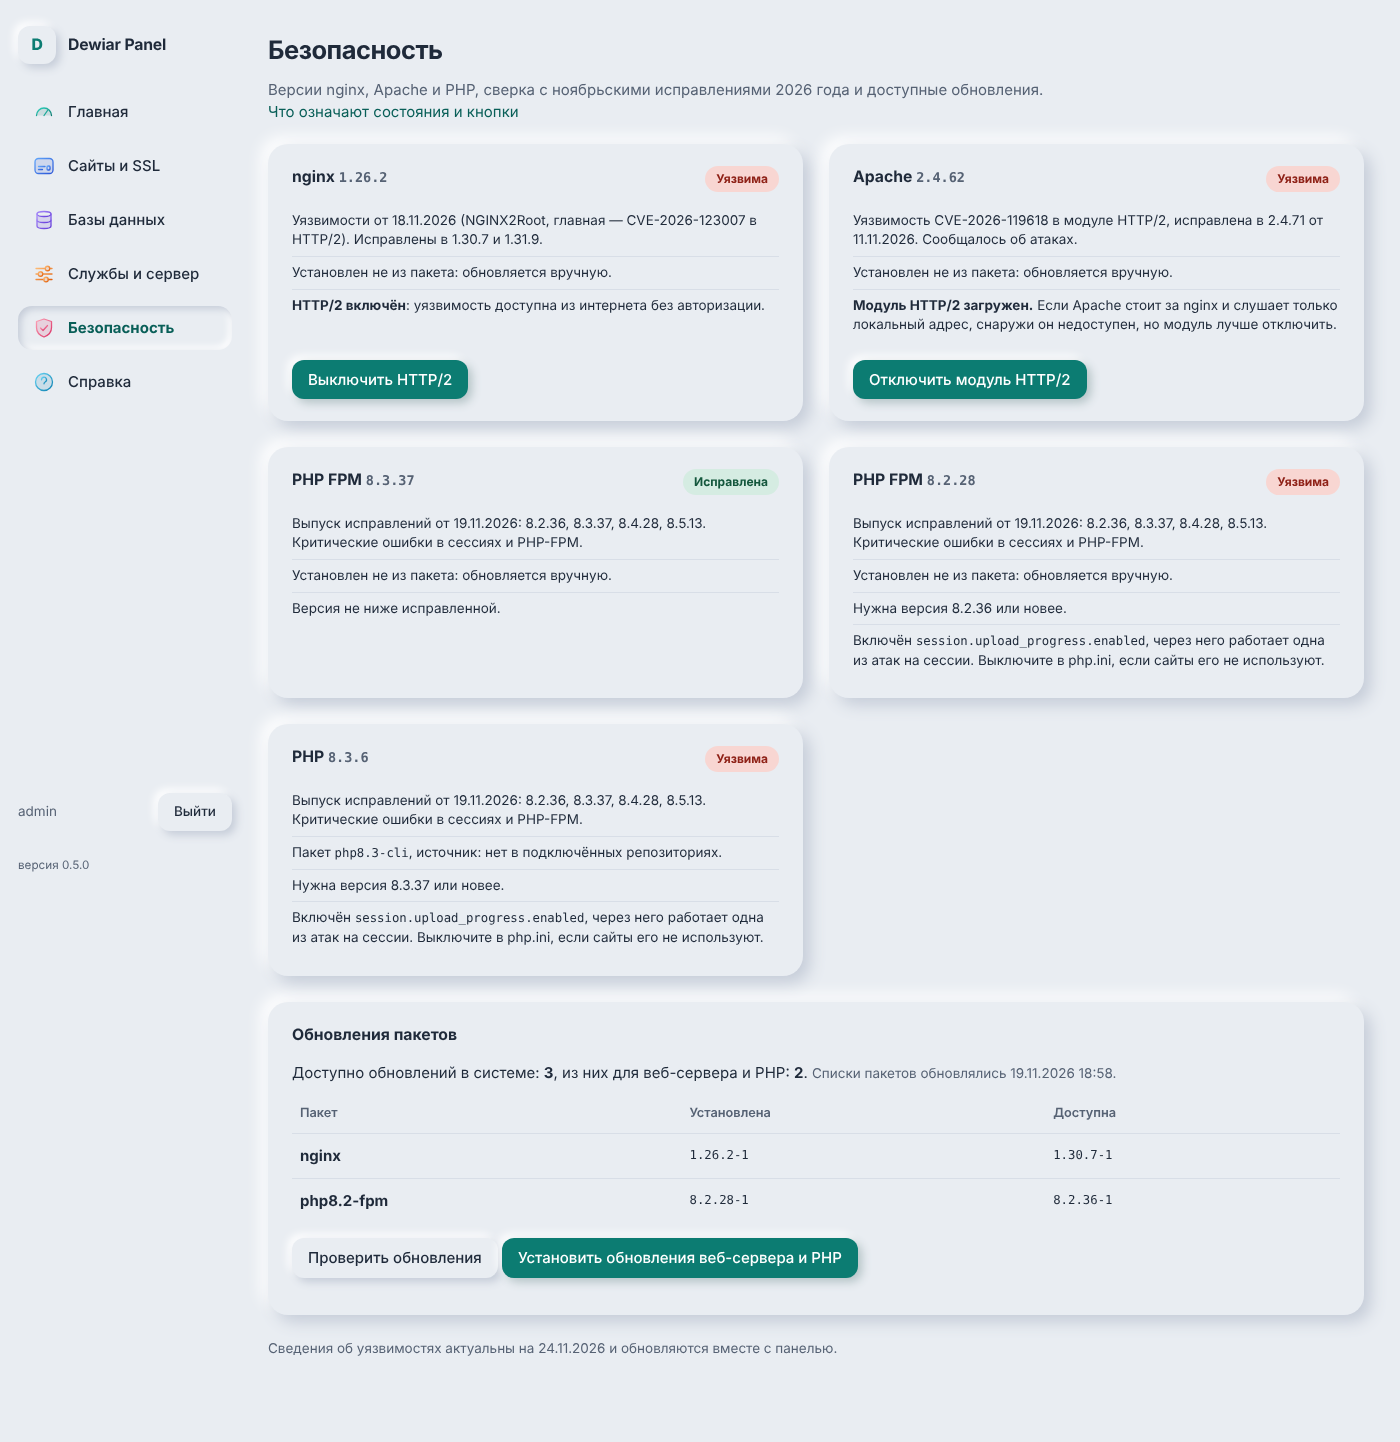 D Dewiar Panel
Главная
Сайты и SSL
Базы данных
Службы и сервер
Безопасность
Справка
admin Выйти
версия 0.5.0
Безопасность
Версии nginx, Apache и PHP, сверка с ноябрьскими исправлениями 2026 года и доступные обновления.
Что означают состояния и кнопки
nginx 1.26.2 Уязвима
Уязвимости от 18.11.2026 (NGINX2Root, главная — CVE-2026-123007 в
HTTP/2). Исправлены в 1.30.7 и 1.31.9.
Установлен не из пакета: обновляется вручную.
HTTP/2 включён: уязвимость доступна из интернета без авторизации.
Выключить HTTP/2
Apache 2.4.62 Уязвима
Уязвимость CVE-2026-119618 в модуле HTTP/2, исправлена в 2.4.71 от
11.11.2026. Сообщалось об атаках.
Установлен не из пакета: обновляется вручную.
Модуль HTTP/2 загружен. Если Apache стоит за nginx и слушает только
локальный адрес, снаружи он недоступен, но модуль лучше отключить.
Отключить модуль HTTP/2
PHP FPM 8.3.37 Исправлена
Выпуск исправлений от 19.11.2026: 8.2.36, 8.3.37, 8.4.28, 8.5.13.
Критические ошибки в сессиях и PHP-FPM.
Установлен не из пакета: обновляется вручную.
Версия не ниже исправленной.
PHP FPM 8.2.28 Уязвима
Выпуск исправлений от 19.11.2026: 8.2.36, 8.3.37, 8.4.28, 8.5.13.
Критические ошибки в сессиях и PHP-FPM.
Установлен не из пакета: обновляется вручную.
Нужна версия 8.2.36 или новее.
Включён session.upload_progress.enabled, через него работает одна
из атак на сессии. Выключите в php.ini, если сайты его не используют.
PHP 8.3.6 Уязвима
Выпуск исправлений от 19.11.2026: 8.2.36, 8.3.37, 8.4.28, 8.5.13.
Критические ошибки в сессиях и PHP-FPM.
Пакет php8.3-cli, источник: нет в подключённых репозиториях.
Нужна версия 8.3.37 или новее.
Включён session.upload_progress.enabled, через него работает одна
из атак на сессии. Выключите в php.ini, если сайты его не используют.
Обновления пакетов
Доступно обновлений в системе: 3, из них для веб-сервера и PHP: 2. Списки пакетов обновлялись 19.11.2026 18:58.
Пакет Установлена Доступна
nginx 1.26.2-1 1.30.7-1
php8.2-fpm 8.2.28-1 8.2.36-1
Проверить обновления Установить обновления веб-сервера и PHP
Сведения об уязвимостях актуальны на 24.11.2026 и обновляются вместе с панелью.